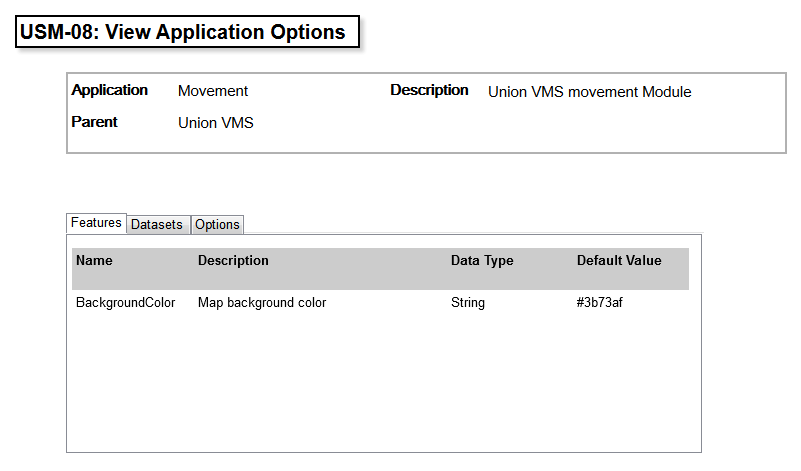 USM-08: View Application Options
Application Movement Description Union VMS movement Module
Parent Union VMS
Features Datasets Options
Name Description Data Type Default Value
BackgroundColor Map background color String #3b73af